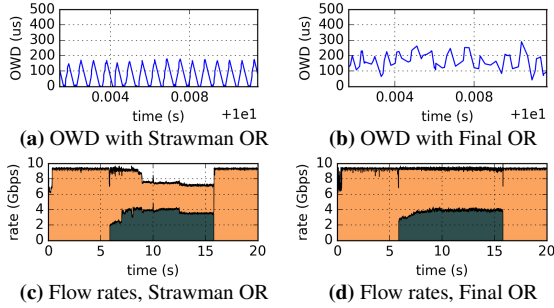 500
400
300
200
100
0
OWD (us)
0.004
0.008
time (s)
+1e1
(a) OWD with Strawman OR
500
400
300
200
100
0
OWD (us)
0.004
0.008
time (s)
+1e1
(b) OWD with Final OR
10
8
6
4
2
0
rate (Gbps)
0
5
10
15
20
time (s)
(c) Flow rates, Strawman OR
10
8
6
4
2
0
rate (Gbps)
0
5
10
15
20
time (s)
(d) Flow rates, Final OR